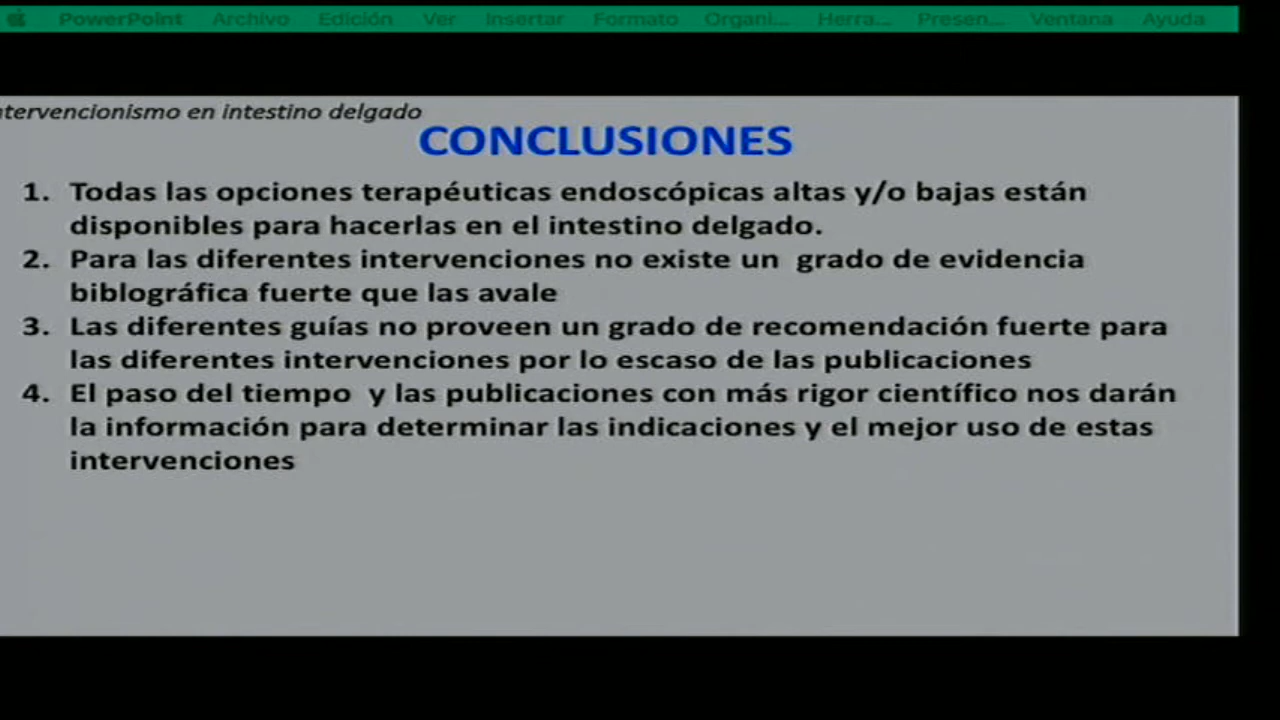 PowerPoint Archivo Edición Ver Insertar Formato Organi... Herra... Presen... Ventana Ayuda
ntervencionismo en intestino delgado
CONCLUSIONES
1. Todas las opciones terapéuticas endoscópicas altas y/o bajas están
disponibles para hacerlas en el intestino delgado.
2. Para las diferentes intervenciones no existe un grado de evidencia
biblográfica fuerte que las avale
3. Las diferentes guías no proveen un grado de recomendación fuerte para
las diferentes intervenciones por lo escaso de las publicaciones
4. El paso del tiempo y las publicaciones con más rigor científico nos darán
la información para determinar las indicaciones y el mejor uso de estas
intervenciones